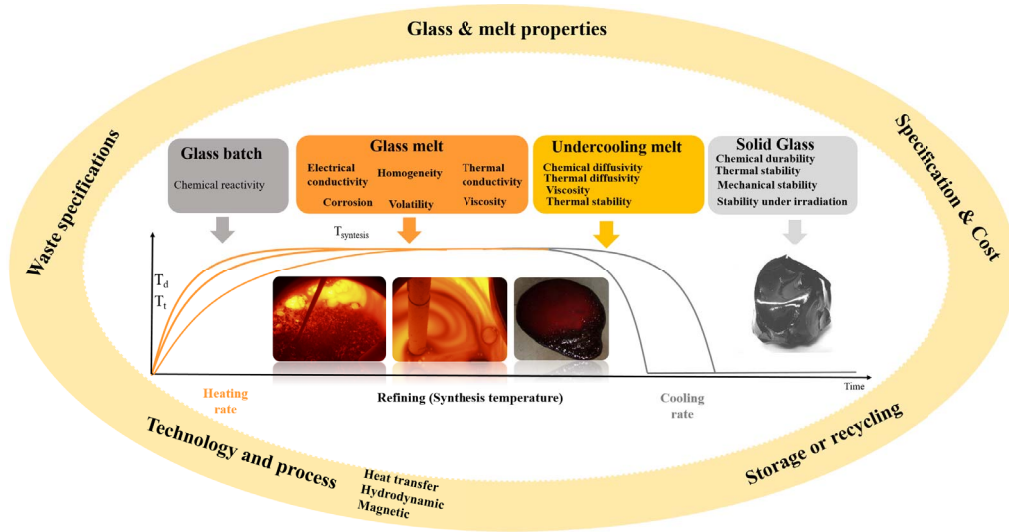 Glass & melt properties
Waste specifications
Specification & Cost
Glass batch
Chemical reactivity
Glass melt
Electrical
conductivity
Homogeneity
Thermal
conductivity
Corrosion
Volatility
Viscosity
Undercooling melt
Chemical diffusivity
Thermal diffusivity
Viscosity
Thermal stability
Solid Glass
Chemical durability
Thermal stability
Mechanical stability
Stability under irradiation
Tsyntesis
Td
Tt
Time
Heating
rate
Refining (Synthesis temperature)
Cooling
rate
Technology and process
Heat transfer
Hydrodynamic
Magnetic
Storage or recycling